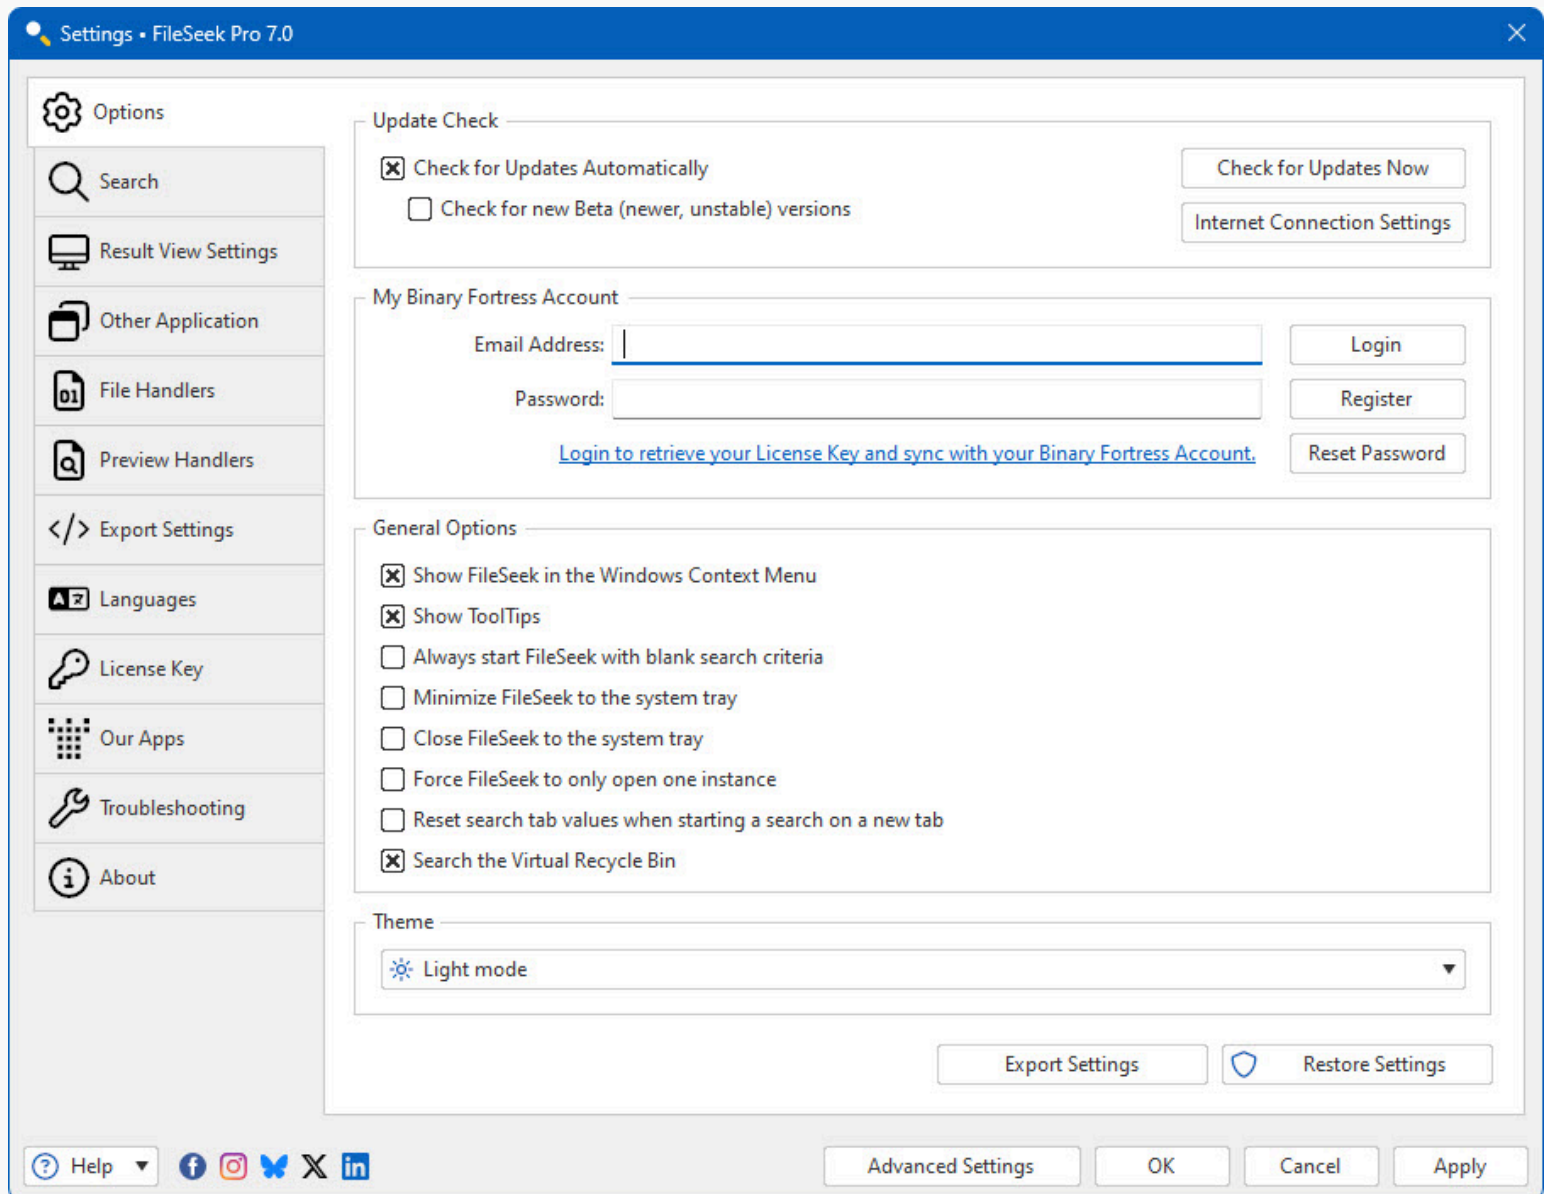 Settings • FileSeek Pro 7.0
Options
Search
Result View Settings
Other Application
File Handlers
01
Preview Handlers
Export Settings
Languages
License Key
Our Apps
Troubleshooting
About
Update Check
Check for Updates Automatically
Check for Updates Now
Check for new Beta (newer, unstable) versions
Internet Connection Settings
My Binary Fortress Account
Email Address:
Login
Password:
Register
Login to retrieve your License Key and sync with your Binary Fortress Account.
Reset Password
General Options
Show FileSeek in the Windows Context Menu
Show ToolTips
Always start FileSeek with blank search criteria
Minimize FileSeek to the system tray
Close FileSeek to the system tray
Force FileSeek to only open one instance
Reset search tab values when starting a search on a new tab
Search the Virtual Recycle Bin
Theme
Light mode
Export Settings
Restore Settings
Help
Advanced Settings
OK
Cancel
Apply